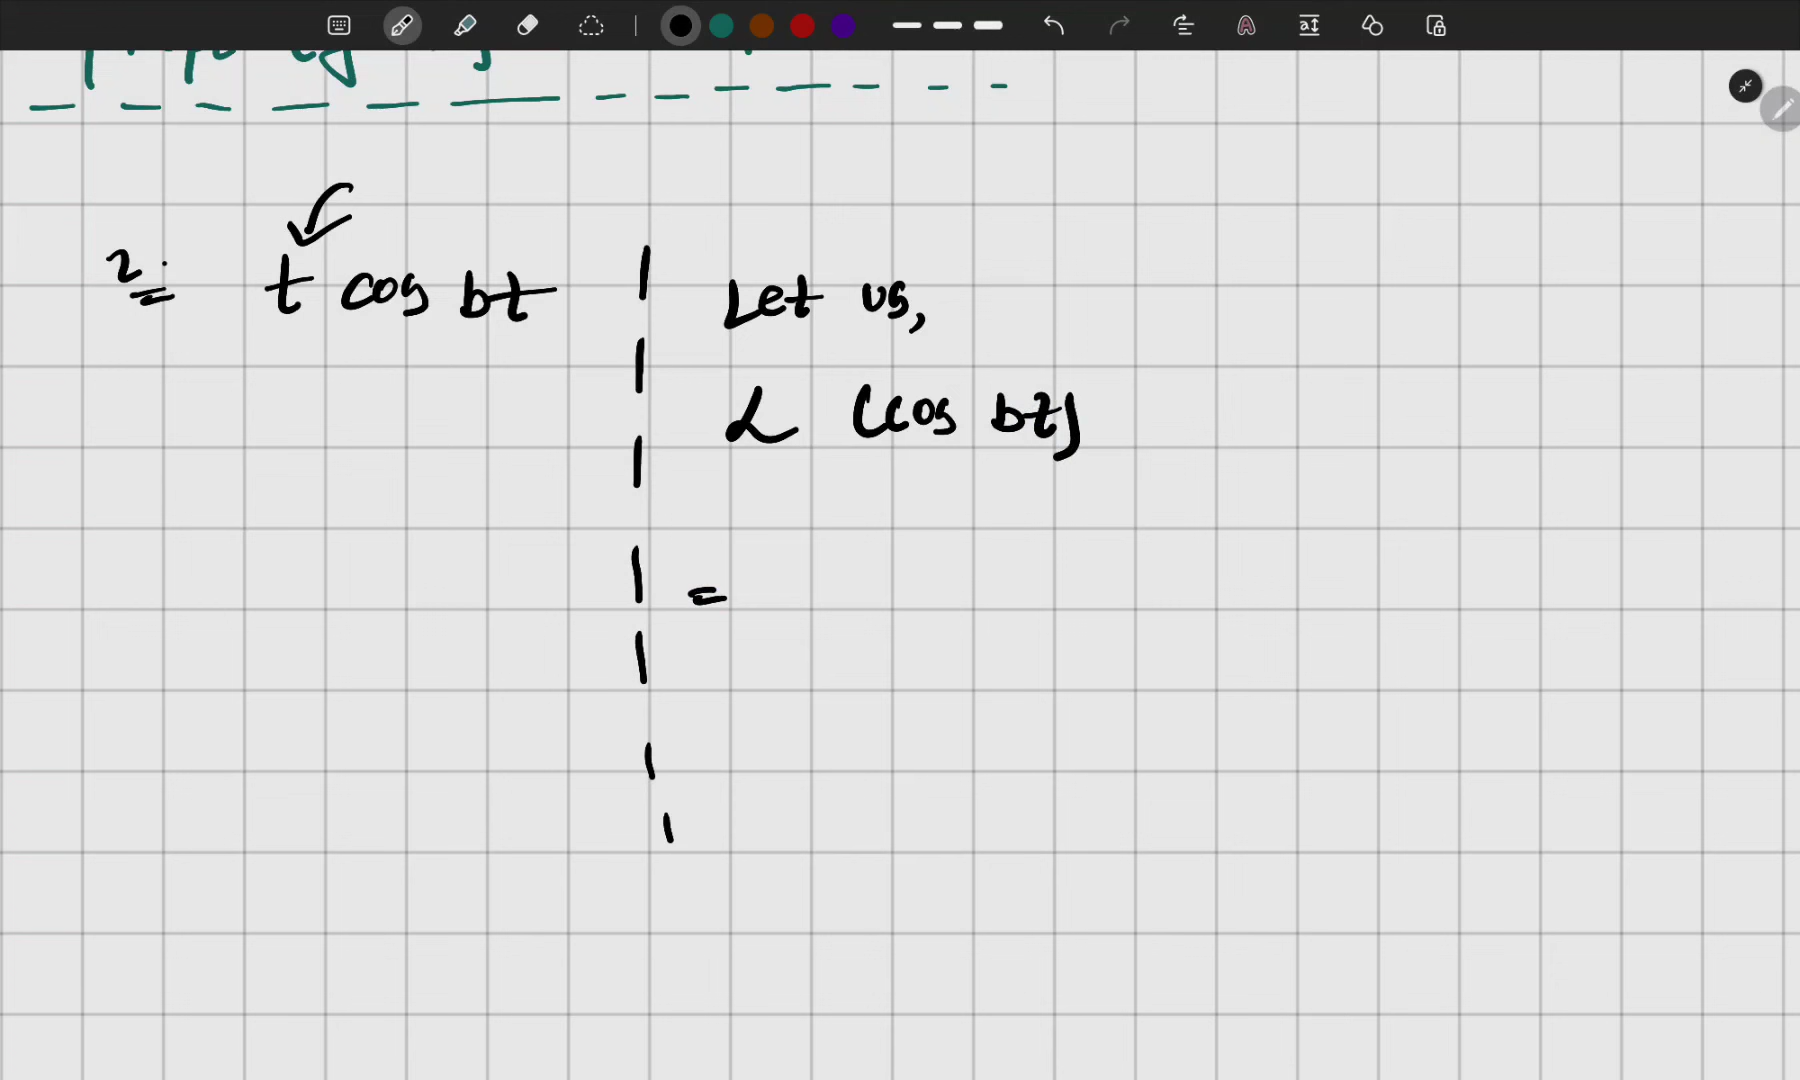 2. t cos bt
Let us,
L (cos bt)
=